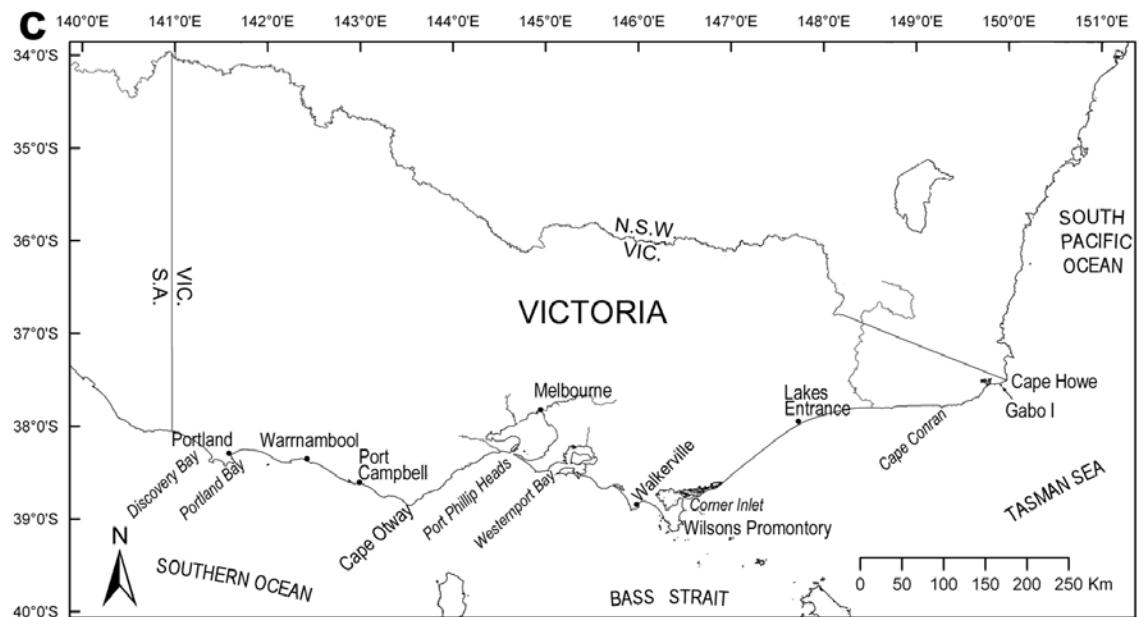 C
140°0'E 141°0'E 142°0'E 143°0'E 144°0'E 145°0'E 146°0'E 147°0'E 148°0'E 149°0'E 150°0'E 151°1'E
34°0'S
35°0'S
36°0'S
37°0'S
38°0'S
39°0'S
40°0'S
N.S.W
VIC.
SOUTH
PACIFIC
OCEAN
VIC.
S.A.
VICTORIA
Melbourne
Lakes
Entrance
Cape Howe
Gabo I
Cape Conran
Portland
Warrnambool
Port
Campbell
Discovery Bay
Portland Bay
Cape Otway
Port Phillip Heads
Westernport Bay
Walkerville
Corner Inlet
Wilsons Promontory
TASMAN SEA
N
SOUTHERN OCEAN
BASS STRAIT
0 50 100 150 200 250 Km